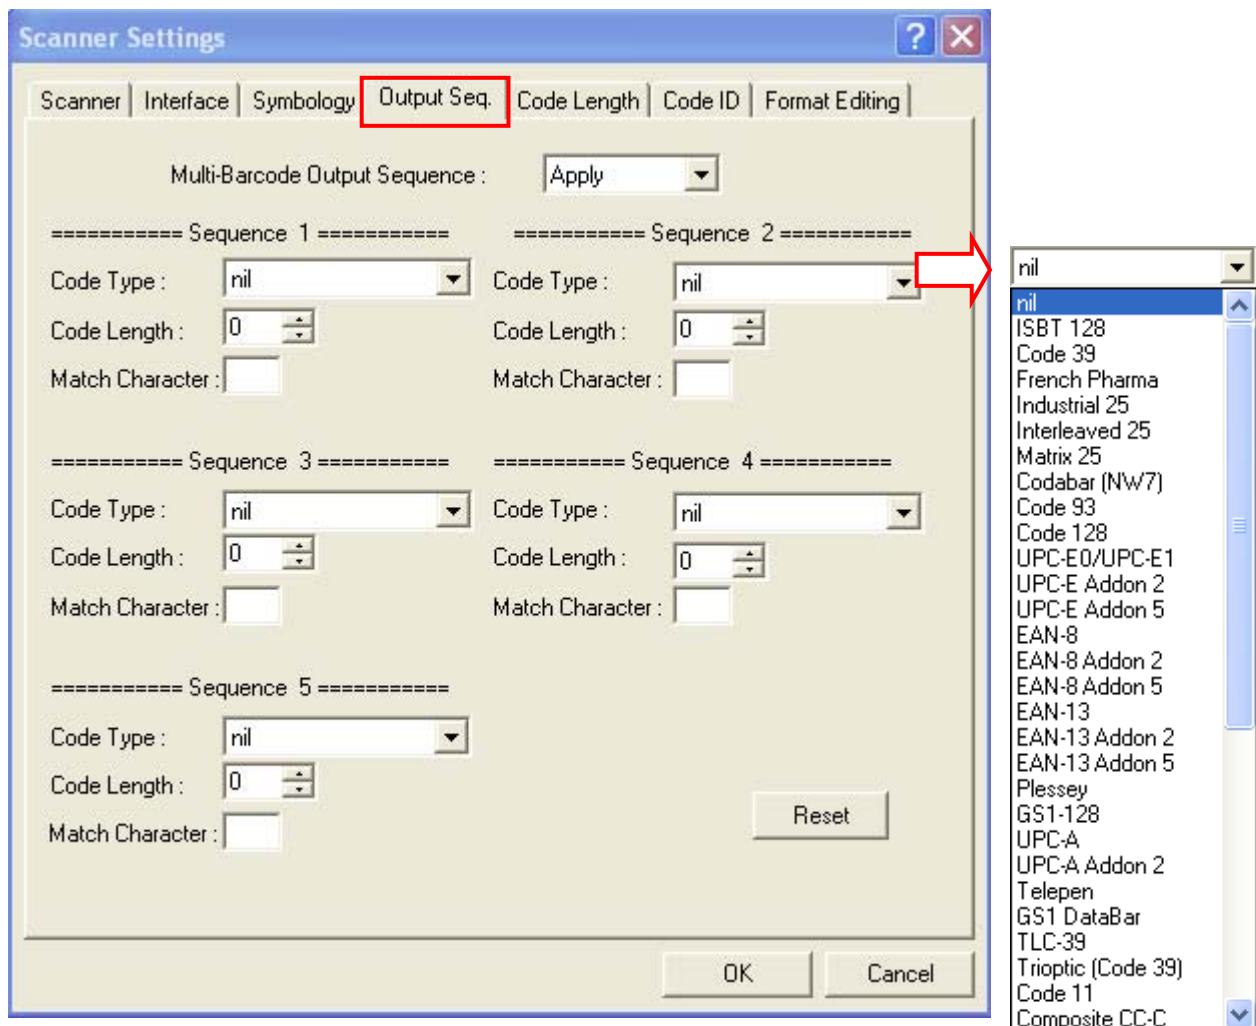 Scanner Settings
Scanner Interface Symbology Output Seq. Code Length Code ID Format Editing
Multi-Barcode Output Sequence : Apply
=========== Sequence 1 =========== =========== Sequence 2 ===========
Code Type : nil Code Type : nil
Code Length : 0 Code Length : 0
Match Character : Match Character :
=========== Sequence 3 =========== =========== Sequence 4 ===========
Code Type : nil Code Type : nil
Code Length : 0 Code Length : 0
Match Character : Match Character :
=========== Sequence 5 ===========
Code Type : nil
Code Length : 0
Match Character :
Reset
OK Cancel
nil
nil
ISBT 128
Code 39
French Pharma
Industrial 25
Interleaved 25
Matrix 25
Codabar (NW7)
Code 93
Code 128
UPC-E0/UPC-E1
UPC-E Addon 2
UPC-E Addon 5
EAN-8
EAN-8 Addon 2
EAN-8 Addon 5
EAN-13
EAN-13 Addon 2
EAN-13 Addon 5
Plessey
GS1-128
UPC-A
UPC-A Addon 2
Telepen
GS1 DataBar
TLC-39
Trioptic (Code 39)
Code 11
Composite CC-C